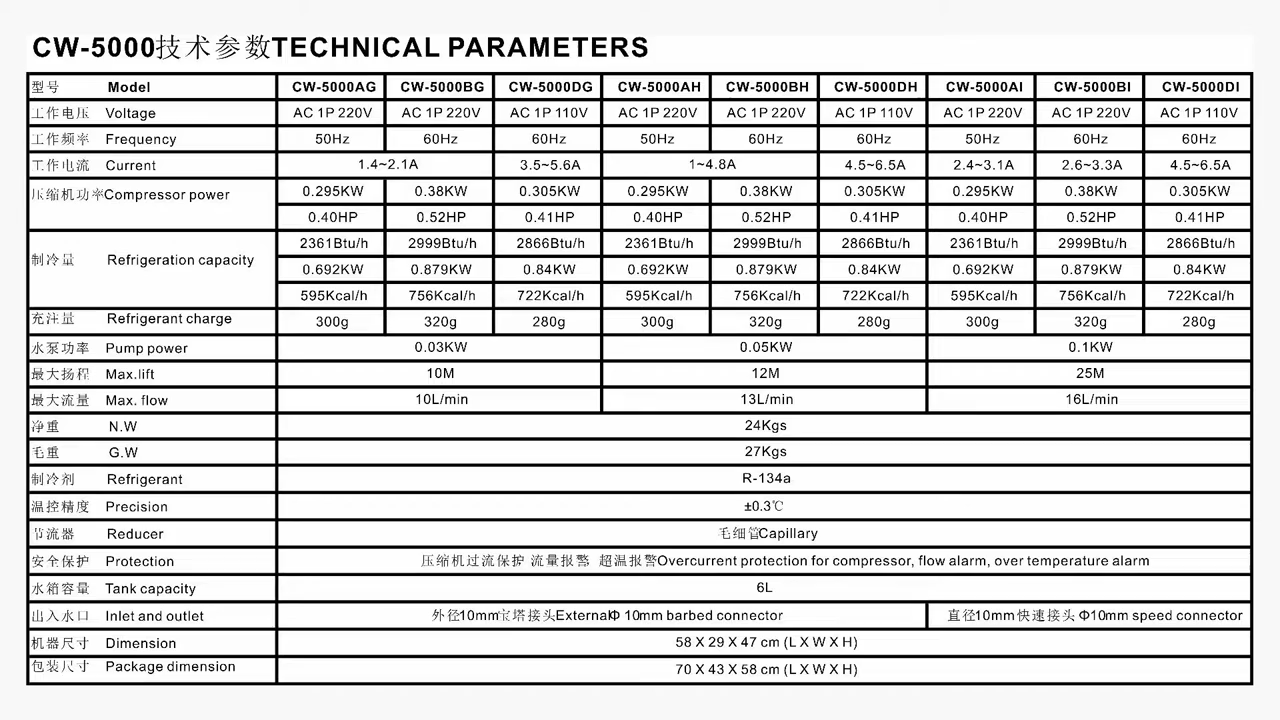 CW-5000技术参数TECHNICAL PARAMETERS
型号 Model CW-5000AG CW-5000BG CW-5000DG CW-5000AH CW-5000BH CW-5000DH CW-5000AI CW-5000BI CW-5000DI
工作电压 Voltage AC 1P 220V AC 1P 220V AC 1P 110V AC 1P 220V AC 1P 220V AC 1P 110V AC 1P 220V AC 1P 220V AC 1P 110V
工作频率 Frequency 50Hz 60Hz 60Hz 50Hz 60Hz 60Hz 50Hz 60Hz 60Hz
工作电流 Current 1.4~2.1A 3.5~5.6A 1~4.8A 4.5~6.5A 2.4~3.1A 2.6~3.3A 4.5~6.5A
压缩机功率Compressor power 0.295KW 0.38KW 0.305KW 0.295KW 0.38KW 0.305KW 0.295KW 0.38KW 0.305KW
0.40HP 0.52HP 0.41HP 0.40HP 0.52HP 0.41HP 0.40HP 0.52HP 0.41HP
2361Btu/h 2999Btu/h 2866Btu/h 2361Btu/h 2999Btu/h 2866Btu/h 2361Btu/h 2999Btu/h 2866Btu/h
制冷量 Refrigeration capacity 0.692KW 0.879KW 0.84KW 0.692KW 0.879KW 0.84KW 0.692KW 0.879KW 0.84KW
595Kcal/h 756Kcal/h 722Kcal/h 595Kcal/h 756Kcal/h 722Kcal/h 595Kcal/h 756Kcal/h 722Kcal/h
充注量 Refrigerant charge 300g 320g 280g 300g 320g 280g 300g 320g 280g
水泵功率 Pump power 0.03KW 0.05KW 0.1KW
最大扬程 Max.lift 10M 12M 25M
最大流量 Max. flow 10L/min 13L/min 16L/min
净重 N.W 24Kgs
毛重 G.W 27Kgs
制冷剂 Refrigerant R-134a
温控精度 Precision ±0.3℃
节流器 Reducer 毛细管Capillary
安全保护 Protection 压缩机过流保护 流量报警 超温报警Overcurrent protection for compressor, flow alarm, over temperature alarm
水箱容量 Tank capacity 6L
出入水口 Inlet and outlet 外径10mm宝塔接头ExternalΦ 10mm barbed connector 直径10mm快速接头 Φ10mm speed connector
机器尺寸 Dimension 58 X 29 X 47 cm (L X W X H)
包装尺寸 Package dimension 70 X 43 X 58 cm (L X W X H)